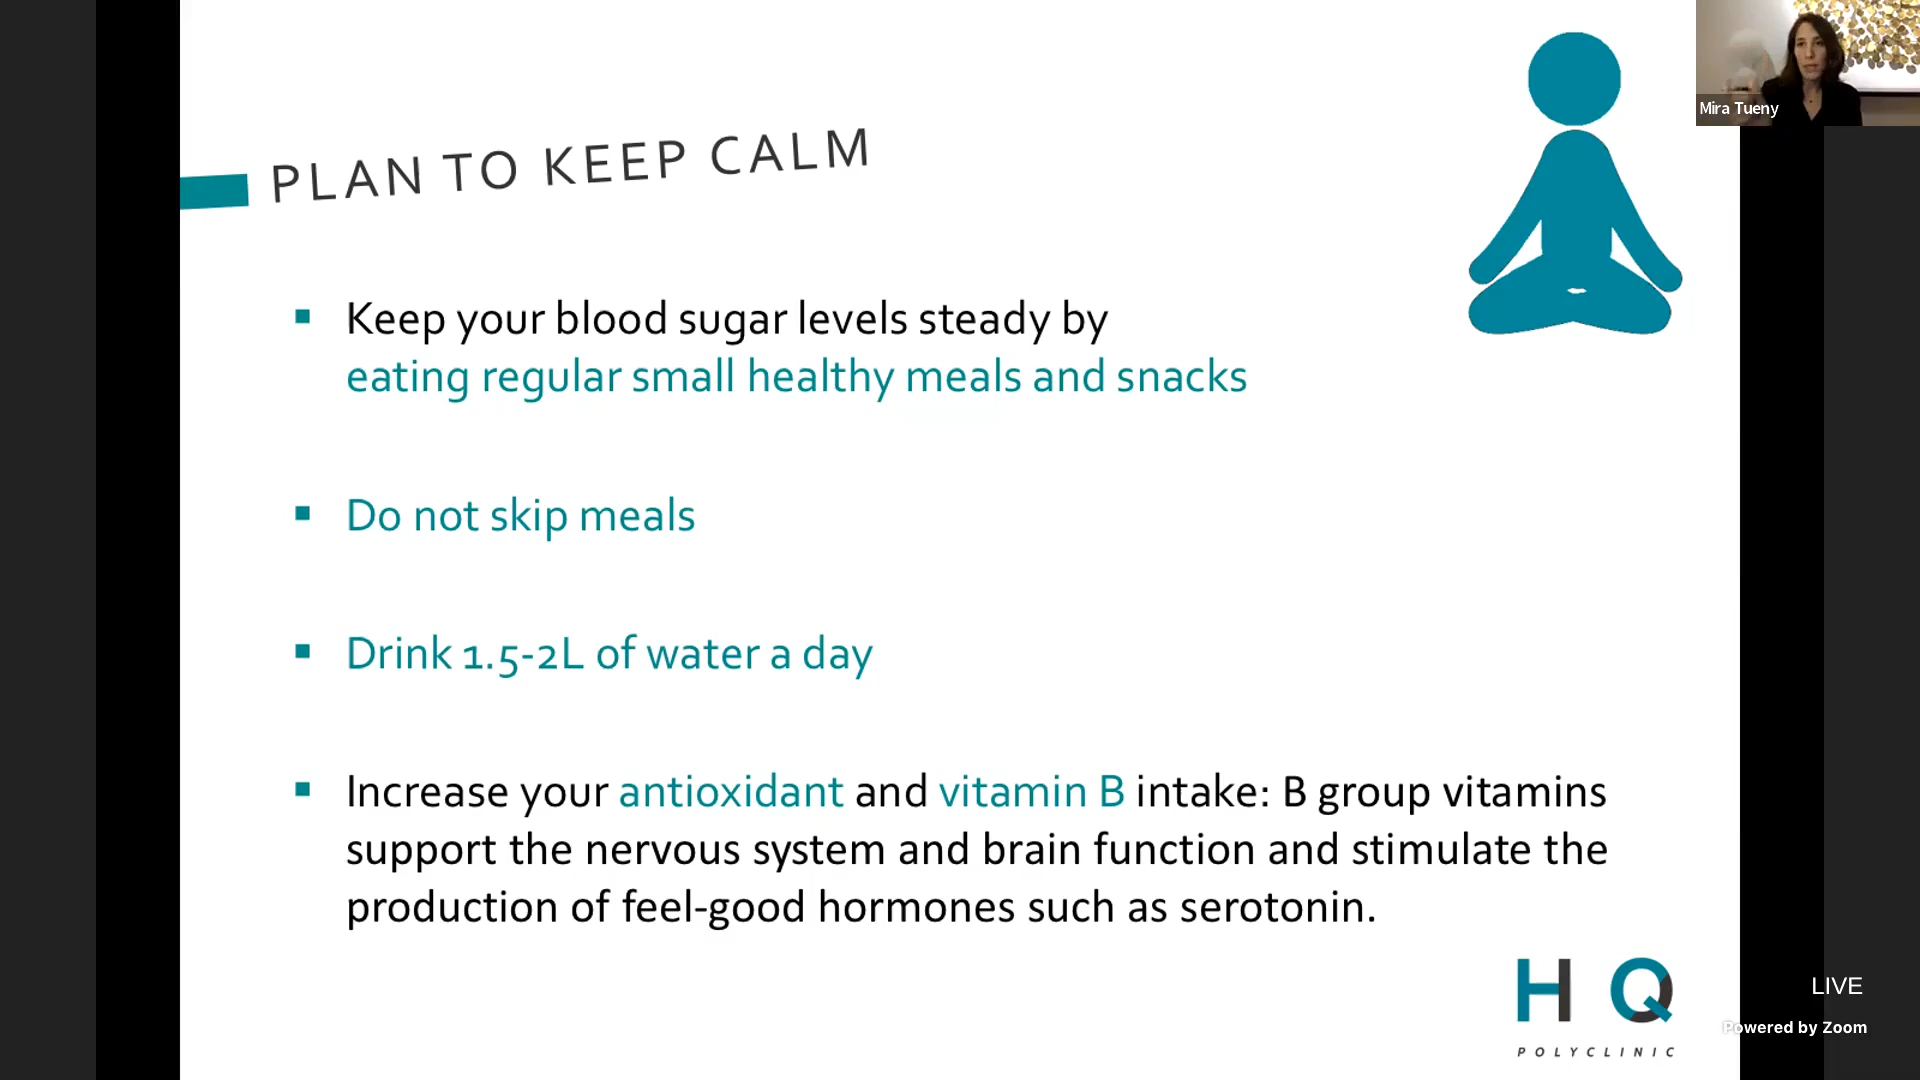 Mira Tueny
PLAN TO KEEP CALM
▪ Keep your blood sugar levels steady by
eating regular small healthy meals and snacks
▪ Do not skip meals
▪ Drink 1.5-2L of water a day
▪ Increase your antioxidant and vitamin B intake: B group vitamins
support the nervous system and brain function and stimulate the
production of feel-good hormones such as serotonin.
HQ
POLYCLINIC
LIVE
Powered by Zoom